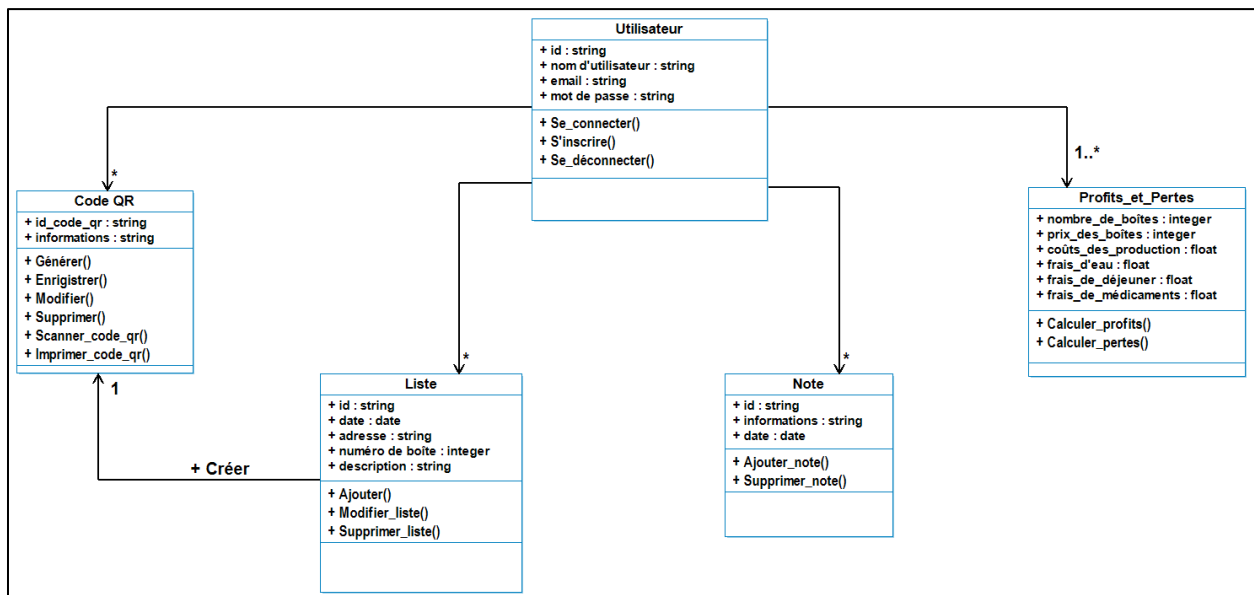 Utilisateur
+ id : string
+ nom d'utilisateur : string
+ email : string
+ mot de passe : string
+ Se_connecter()
+ S'inscrire()
+ Se_déconnecter()
*
Code QR
+ id_code_qr : string
+ informations : string
+ Générer()
+ Enrigistrer()
+ Modifier()
+ Supprimer()
+ Scanner_code_qr()
+ Imprimer_code_qr()
1
+ Créer
*
Liste
+ id : string
+ date : date
+ adresse : string
+ numéro de boîte : integer
+ description : string
+ Ajouter()
+ Modifier_liste()
+ Supprimer_liste()
*
Note
+ id : string
+ informations : string
+ date : date
+ Ajouter_note()
+ Supprimer_note()
1..*
Profits_et_Pertes
+ nombre_de_boîtes : integer
+ prix_des_boîtes : integer
+ coûts_des_production : float
+ frais_d'eau : float
+ frais_de_déjeuner : float
+ frais_de_médicaments : float
+ Calculer_profits()
+ Calculer_pertes()